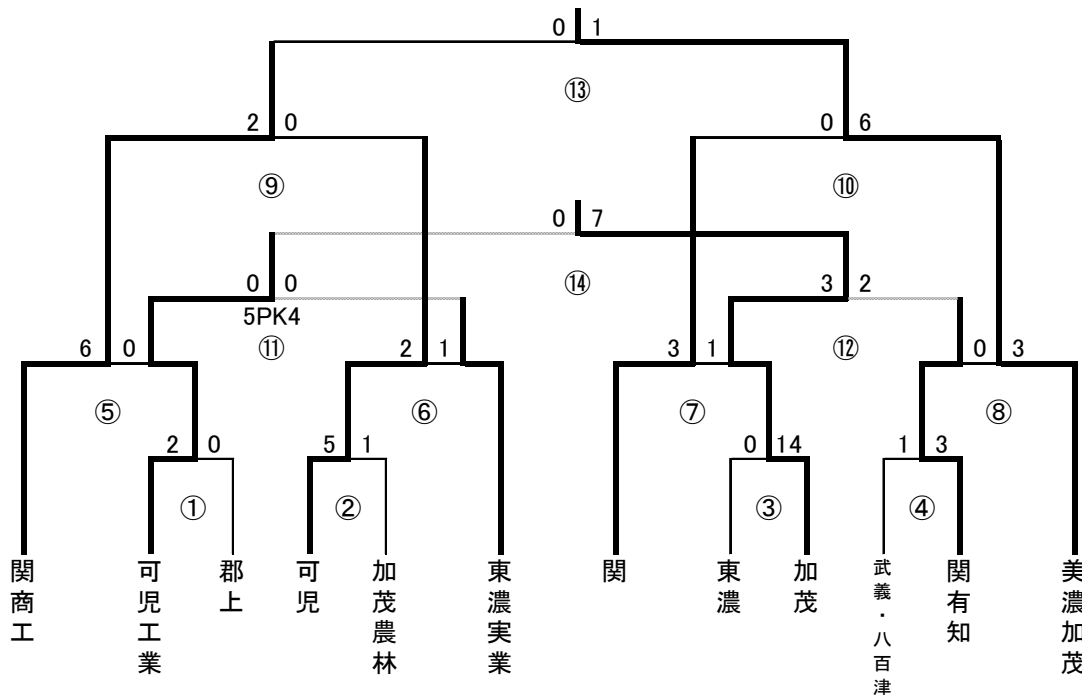 0 1
⑬
2 0
0 6
⑨
⑩
0 7
⑭
0 0
5PK4
3 2
⑪
⑫
6 0
2 1
3 1
0 3
⑤
⑥
⑦
⑧
2 0
5 1
0 14
1 3
①
②
③
④
関商工
可児工業
郡上
可児
加茂農林
東濃実業
関
東濃
加茂
武義・八百津
関有知
美濃加茂